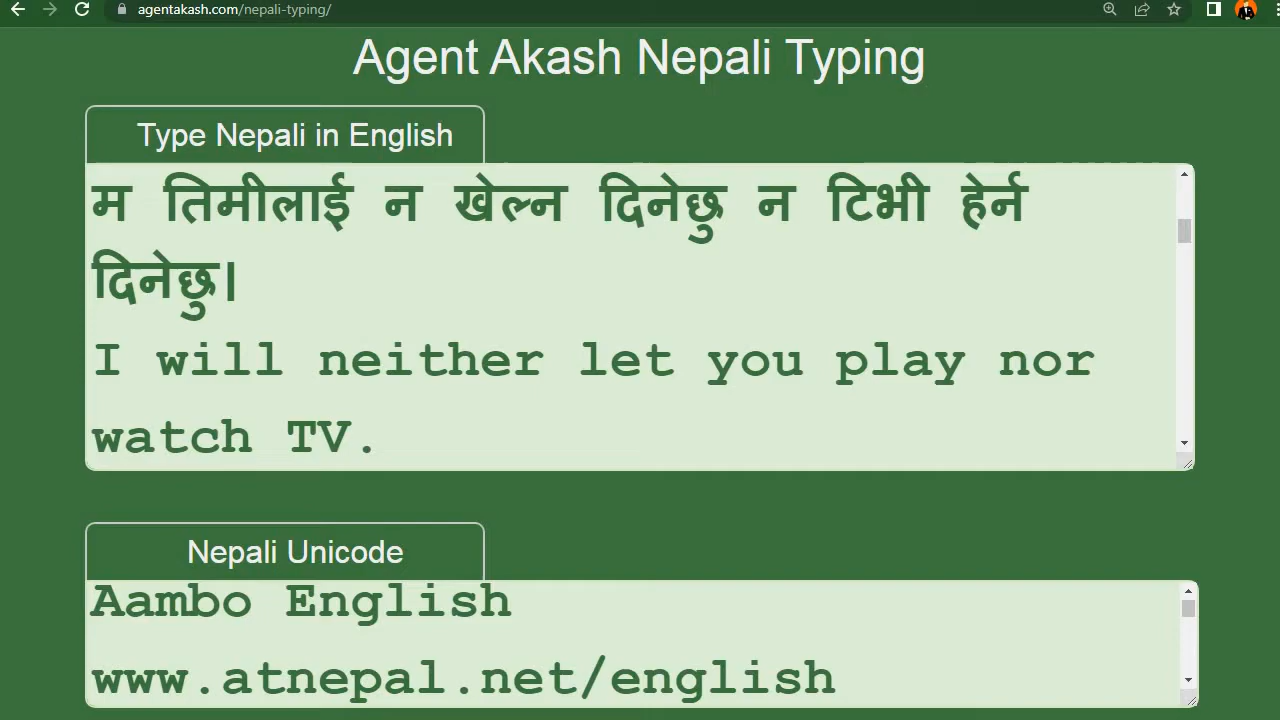 agentakash.com/nepali-typing/
Agent Akash Nepali Typing
Type Nepali in English
म तिमीलाई न खेल्न दिनेछु न टिभी हेर्न
दिनेछु।
I will neither let you play nor
watch TV.
Nepali Unicode
Aambo English
www.atnepal.net/english